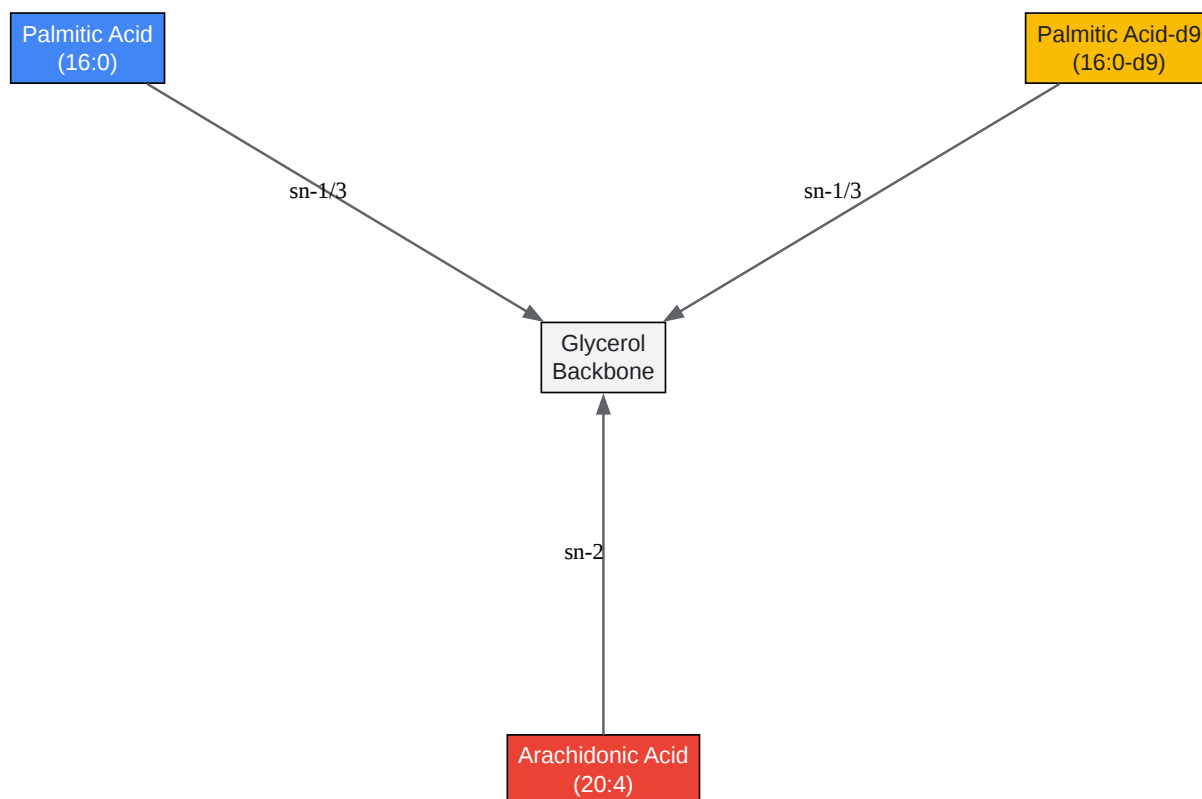 Palmitic Acid
(16:0)
Palmitic Acid-d9
(16:0-d9)
sn-1/3
sn-1/3
Glycerol
Backbone
sn-2
Arachidonic Acid
(20:4)